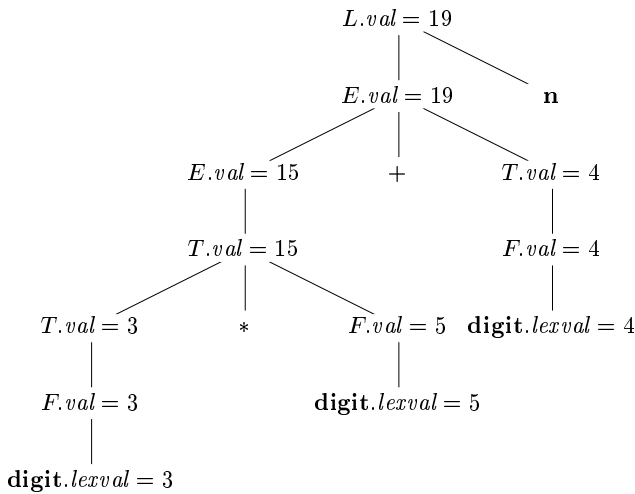 L.val = 19
E.val = 19 n
E.val = 15 + T.val = 4
T.val = 15 F.val = 4
T.val = 3 * F.val = 5 digit.lexval = 4
F.val = 3 digit.lexval = 5
digit.lexval = 3